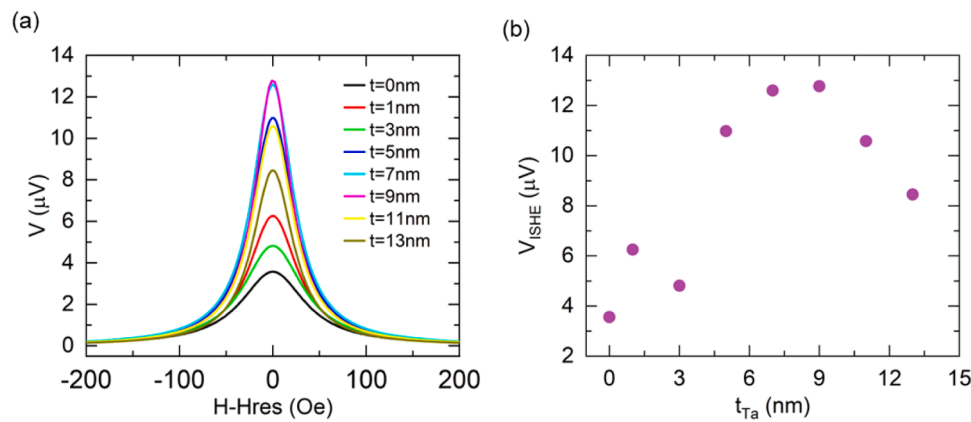 (a)
V (μV)
14
12
10
8
6
4
2
0
-200
-100
0
100
200
H-Hres (Oe)
t=0nm
t=1nm
t=3nm
t=5nm
t=7nm
t=9nm
t=11nm
t=13nm
(b)
V_ISHE (μV)
14
12
10
8
6
4
2
0
3
6
9
12
15
t_Ta (nm)